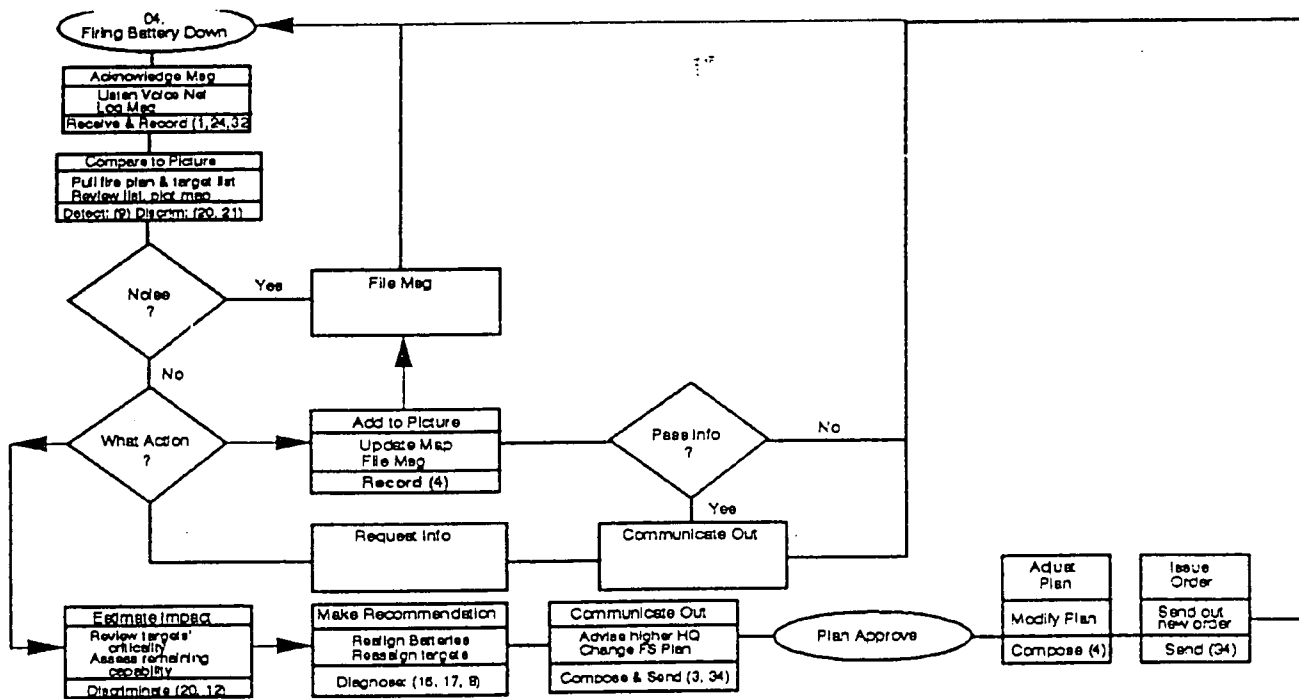 04.
Firing Battery Down
Acknowledge Msg
Listen Voice Net
Log Msg
Receive & Record (1,24,32
Compare to Picture
Pull fire plan & target list
Review list, plot map
Detect: (9) Discrim: (20, 21)
Noise
?
Yes
File Msg
No
What Action
?
Add to Picture
Update Map
File Msg
Record (4)
Pass Info
?
No
Yes
Request Info
Communicate Out
Estimate Impact
Review targets'
criticality
Assess remaining
capability
Discriminate (20, 12)
Make Recommendation
Realign Batteries
Reassign targets
Diagnose: (16, 17, 8)
Communicate Out
Advise higher HQ
Change FS Plan
Compose & Send (3, 34)
Plan Approve
Adjust
Plan
Modify Plan
Compose (4)
Issue
Order
Send out
new order
Send (34)